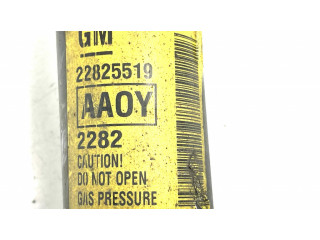 GM
22825519
AAOY
2282
CAUTION!
DO NOT OPEN
GAS PRESSURE